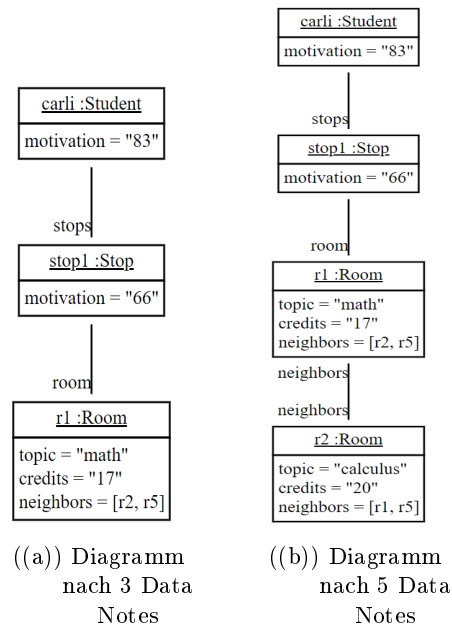 carli :Student
motivation = "83"
stops
stop1 :Stop
motivation = "66"
room
r1 :Room
topic = "math"
credits = "17"
neighbors = [r2, r5]
((a)) Diagramm
nach 3 Data
Notes
carli :Student
motivation = "83"
stops
stop1 :Stop
motivation = "66"
room
r1 :Room
topic = "math"
credits = "17"
neighbors = [r2, r5]
neighbors
neighbors
r2 :Room
topic = "calculus"
credits = "20"
neighbors = [r1, r5]
((b)) Diagramm
nach 5 Data
Notes